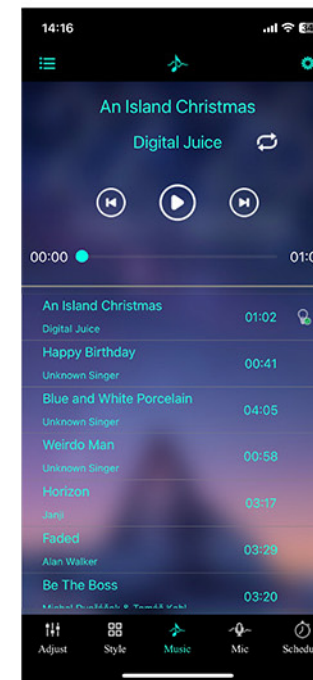 14:16
An Island Christmas
Digital Juice
00:00
An Island Christmas 01:02
Digital Juice
Happy Birthday 00:41
Unknown Singer
Blue and White Porcelain 04:05
Unknown Singer
Weirdo Man 00:58
Unknown Singer
Horizon 03:17
Janji
Faded 03:29
Alan Walker
Be The Boss 03:20
Adjust Style Music Mic